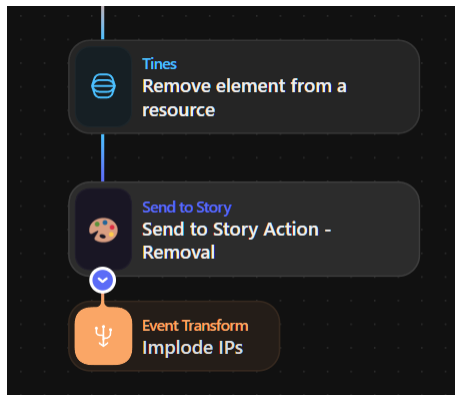 Tines
Remove element from a
resource
Send to Story
Send to Story Action -
Removal
Event Transform
Implode IPs